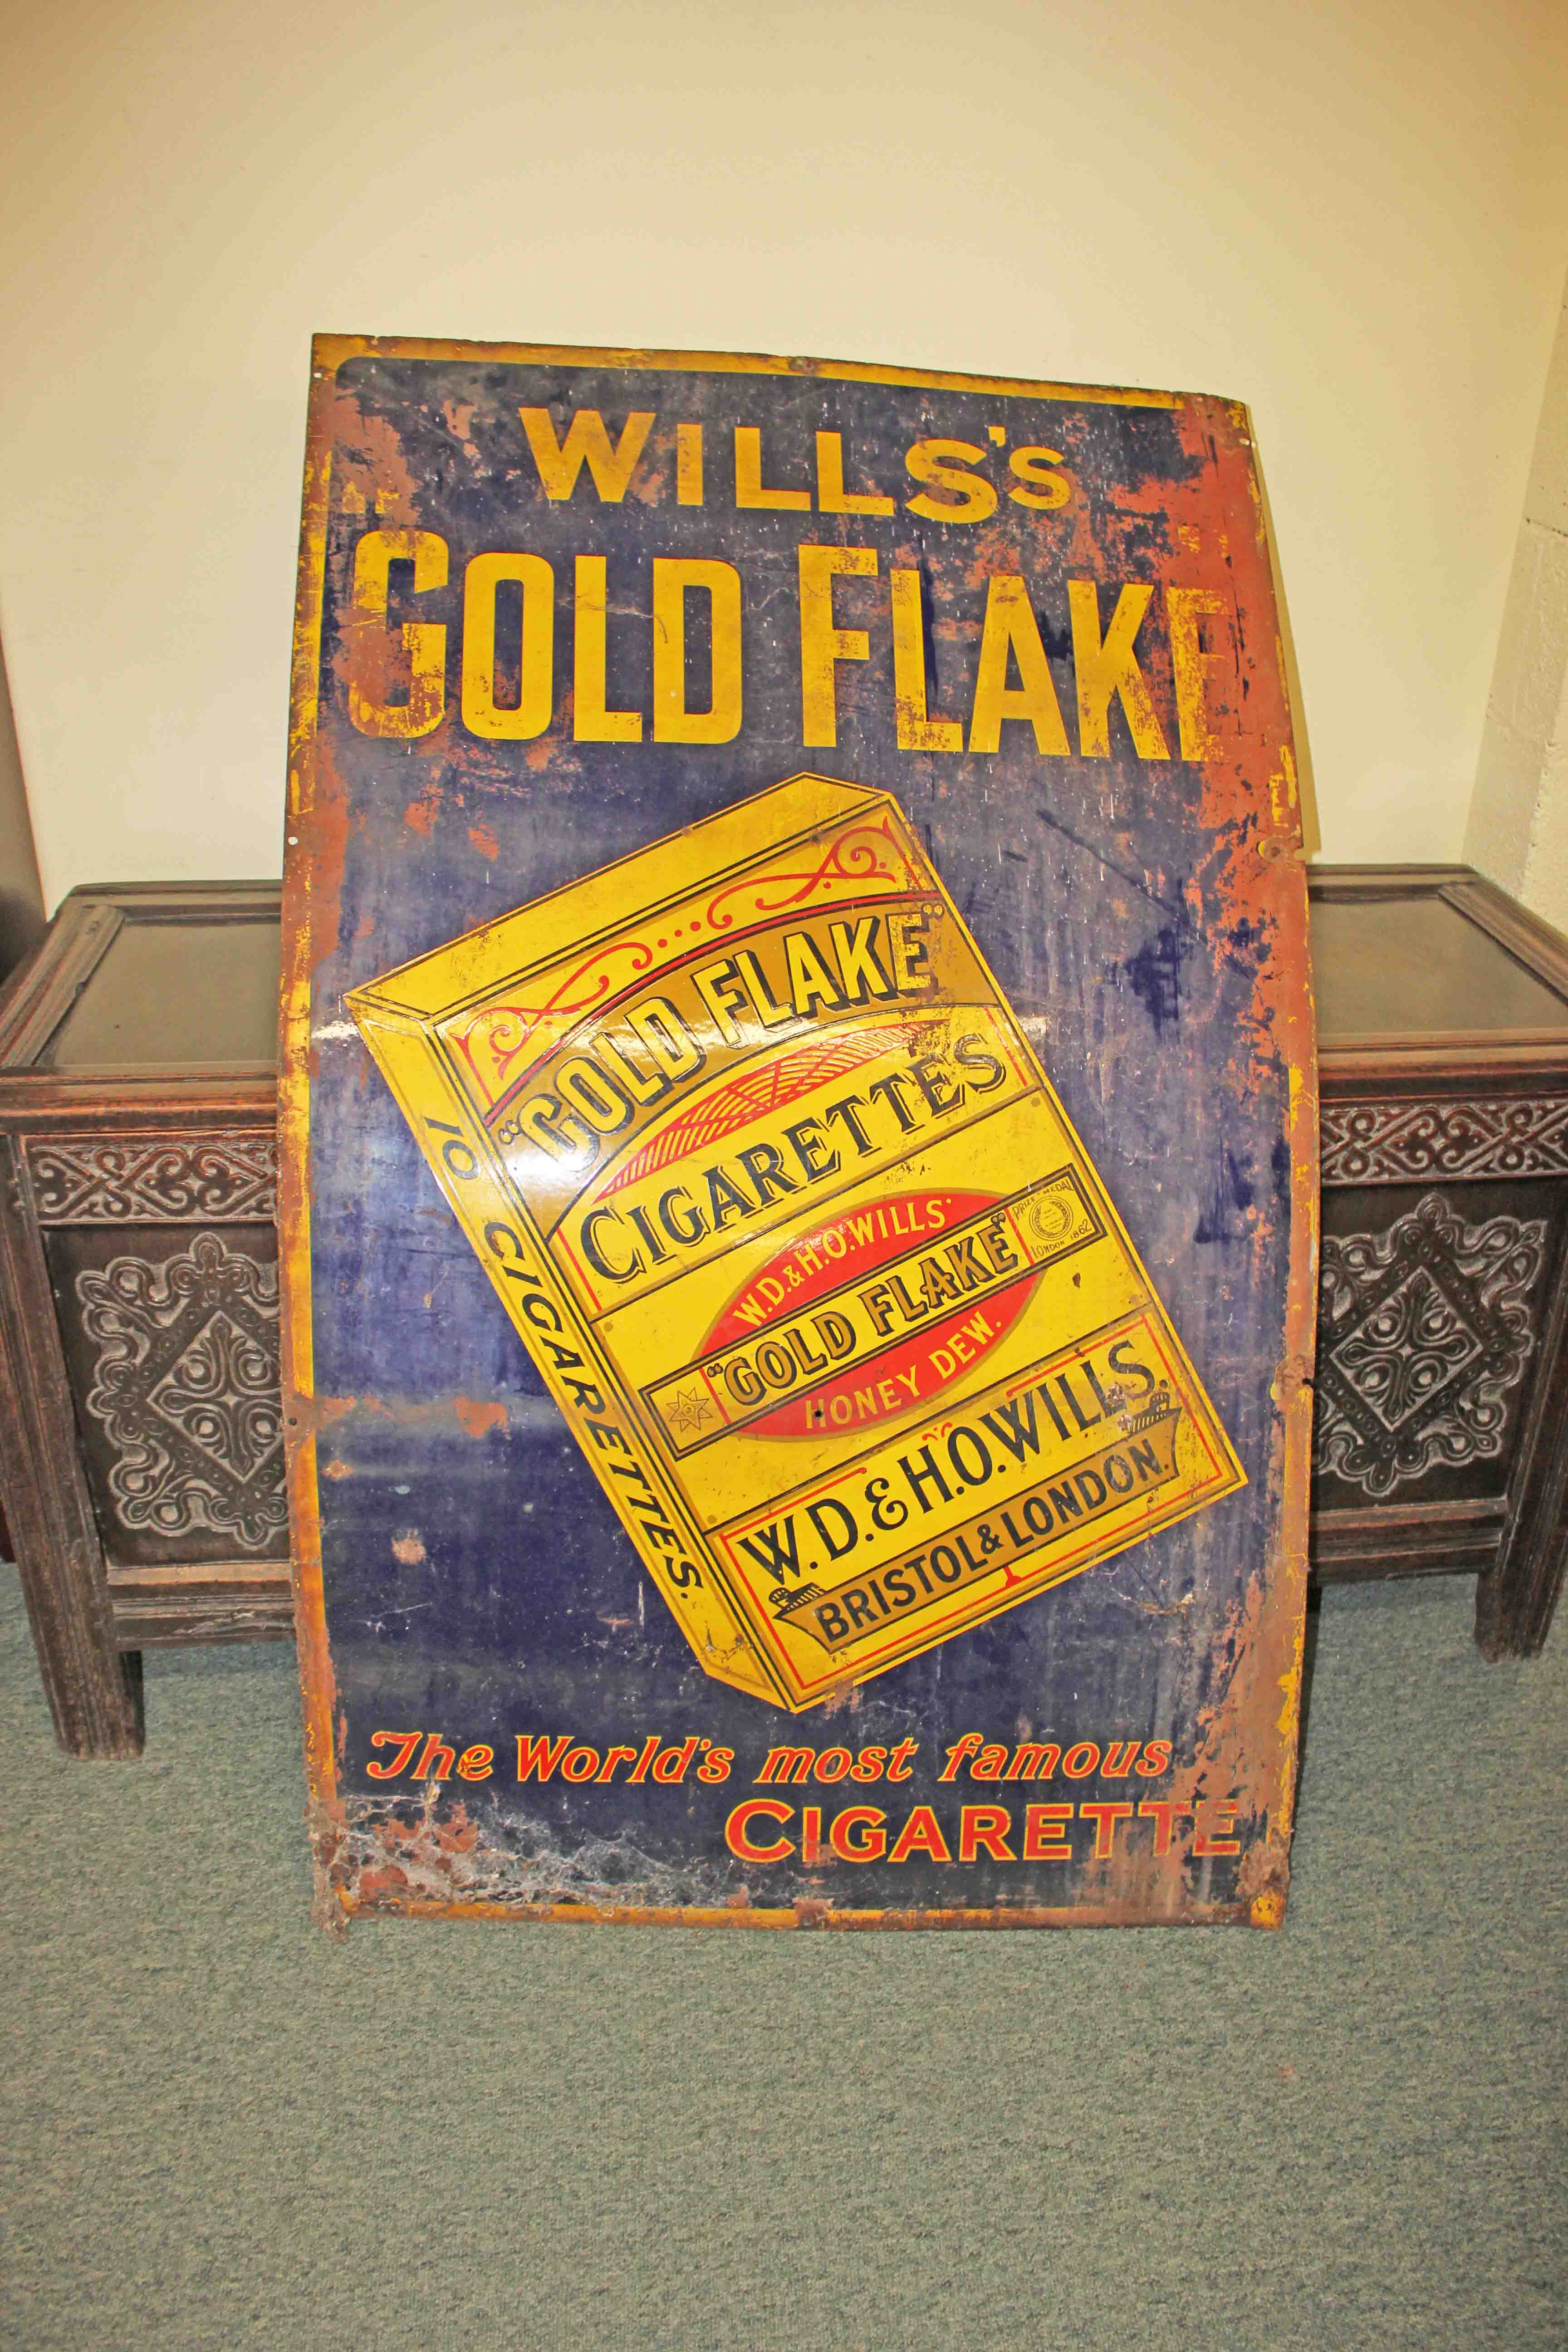 WILLS'S
GOLD FLAKE
"GOLD FLAKE"
CIGARETTES
10 CIGARETTES.
W.D. & H.O. WILLS'
"GOLD FLAKE"
HONEY DEW.
PRIZE MEDAL
LONDON 1862
W.D. & H.O. WILLS.
BRISTOL & LONDON.
The World's most famous
CIGARETTE